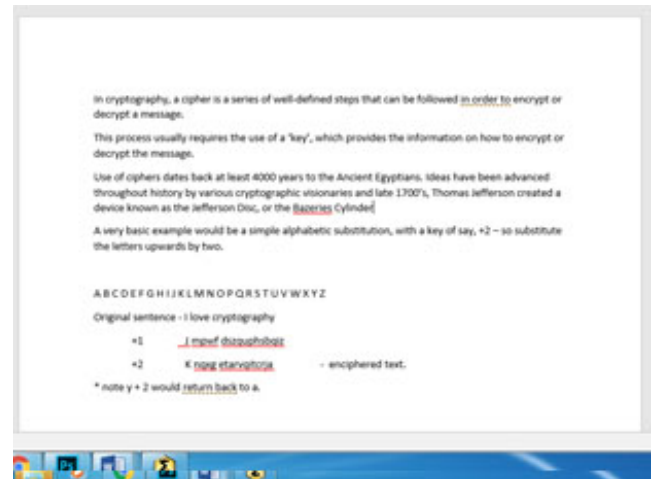 In cryptography, a cipher is a series of well-defined steps that can be followed in order to encrypt or
decrypt a message.
This process usually requires the use of a 'key', which provides the information on how to encrypt or
decrypt the message.
Use of ciphers dates back at least 4000 years to the Ancient Egyptians. Ideas have been advanced
throughout history by various cryptographic visionaries and late 1700's, Thomas Jefferson created a
device known as the Jefferson Disc, or the Bazeries Cylinder
A very basic example would be a simple alphabetic substitution, with a key of say, +2 – so substitute
the letters upwards by two.
A B C D E F G H I J K L M N O P Q R S T U V W X Y Z
Original sentence - I love cryptography
+1 J mpwf
+2 K nqxg - enciphered text.
* note y + 2 would return back to a.
Ps